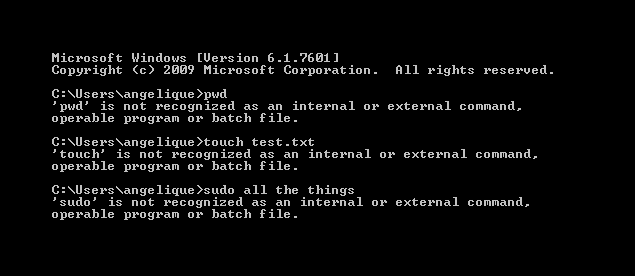 Microsoft Windows [Version 6.1.7601]
Copyright (c) 2009 Microsoft Corporation.  All rights reserved.
C:\Users\angelique>pwd
'pwd' is not recognized as an internal or external command,
operable program or batch file.
C:\Users\angelique>touch test.txt
'touch' is not recognized as an internal or external command,
operable program or batch file.
C:\Users\angelique>sudo all the things
'sudo' is not recognized as an internal or external command,
operable program or batch file.